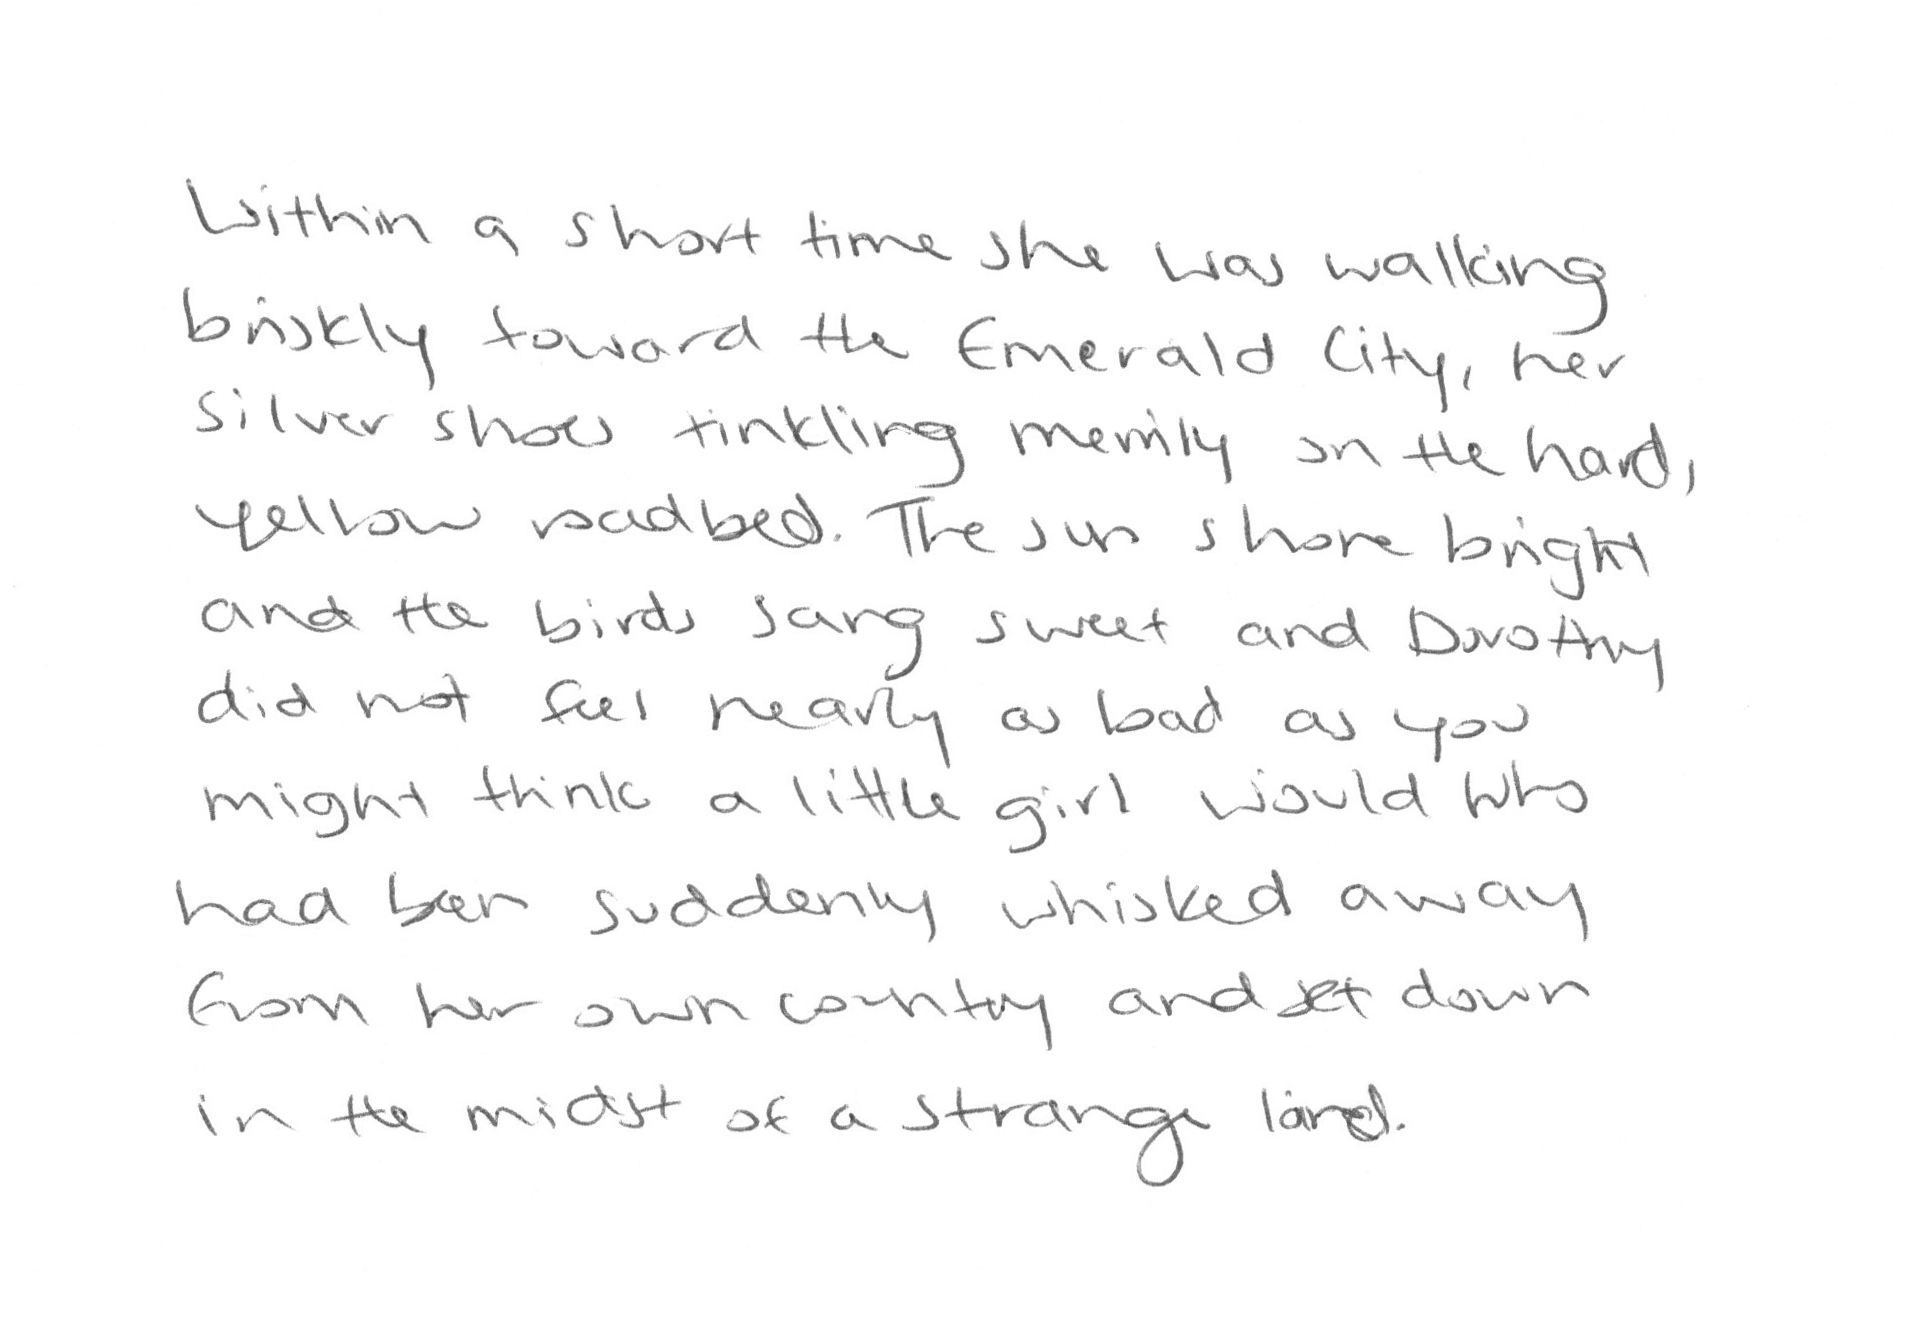 Within a short time she was walking
briskly toward the Emerald City, her
silver shoes tinkling merrily on the hard,
yellow roadbed. The sun shone bright
and the birds sang sweet and Dorothy
did not feel nearly as bad as you
might think a little girl would who
had been suddenly whisked away
from her own country and set down
in the midst of a strange land.